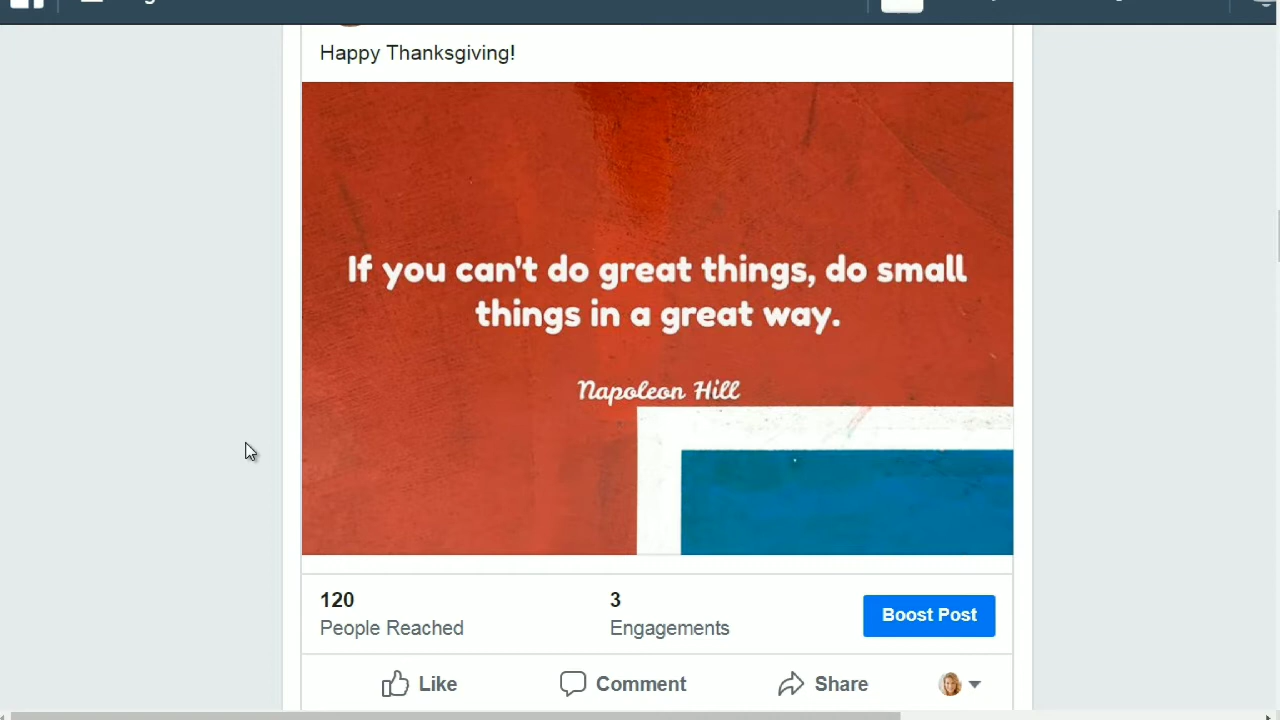 Happy Thanksgiving!
If you can't do great things, do small
things in a great way.
Napoleon Hill
120
People Reached
3
Engagements
Boost Post
Like
Comment
Share